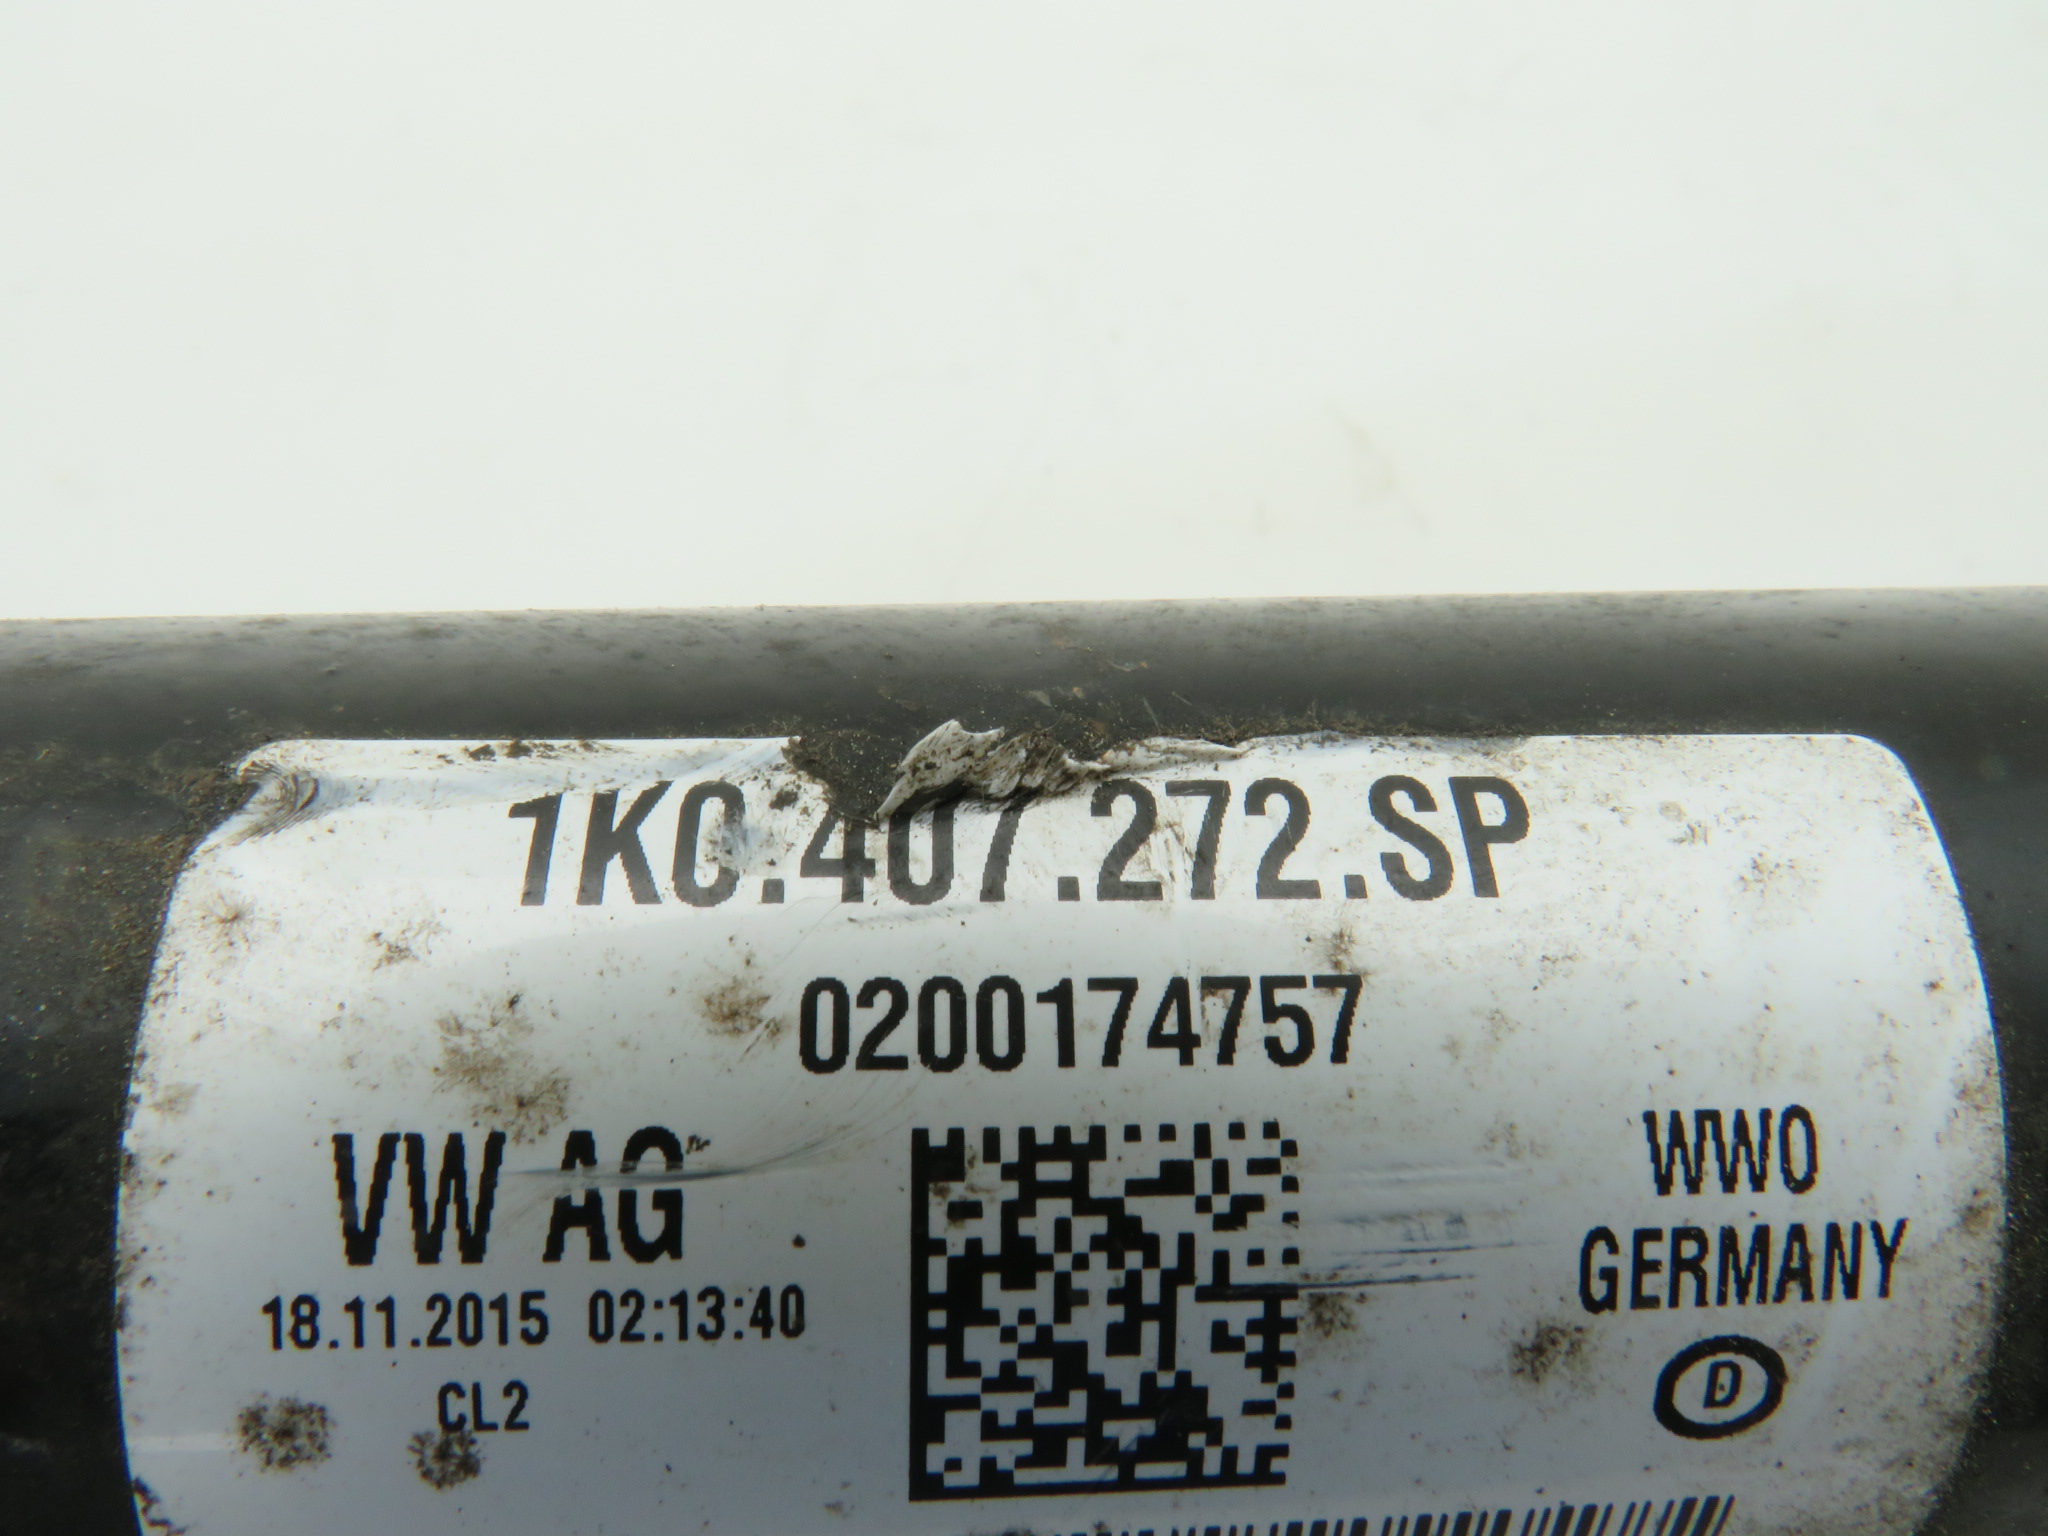 1K0.407.272.SP
0200174757
VW AG
18.11.2015 02:13:40
CL2
WWO
GERMANY
D